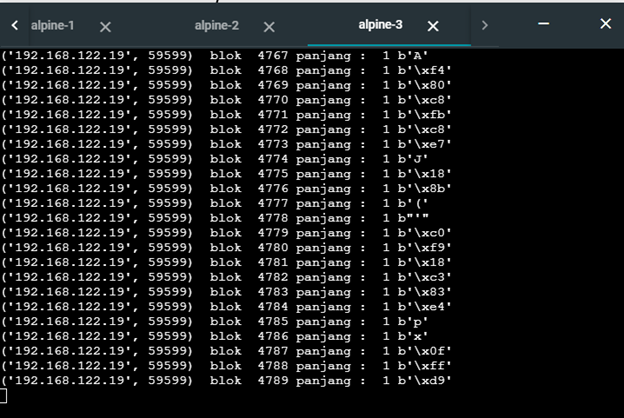 alpine-1 alpine-2 alpine-3
('192.168.122.19', 59599)  blok  4767 panjang :  1 b'A'
('192.168.122.19', 59599)  blok  4768 panjang :  1 b'\xf4'
('192.168.122.19', 59599)  blok  4769 panjang :  1 b'\x80'
('192.168.122.19', 59599)  blok  4770 panjang :  1 b'\xc8'
('192.168.122.19', 59599)  blok  4771 panjang :  1 b'\xfb'
('192.168.122.19', 59599)  blok  4772 panjang :  1 b'\xc8'
('192.168.122.19', 59599)  blok  4773 panjang :  1 b'\xe7'
('192.168.122.19', 59599)  blok  4774 panjang :  1 b'J'
('192.168.122.19', 59599)  blok  4775 panjang :  1 b'\x18'
('192.168.122.19', 59599)  blok  4776 panjang :  1 b'\x8b'
('192.168.122.19', 59599)  blok  4777 panjang :  1 b'('
('192.168.122.19', 59599)  blok  4778 panjang :  1 b"'"
('192.168.122.19', 59599)  blok  4779 panjang :  1 b'\xc0'
('192.168.122.19', 59599)  blok  4780 panjang :  1 b'\xf9'
('192.168.122.19', 59599)  blok  4781 panjang :  1 b'\x18'
('192.168.122.19', 59599)  blok  4782 panjang :  1 b'\xc3'
('192.168.122.19', 59599)  blok  4783 panjang :  1 b'\x83'
('192.168.122.19', 59599)  blok  4784 panjang :  1 b'\xe4'
('192.168.122.19', 59599)  blok  4785 panjang :  1 b'p'
('192.168.122.19', 59599)  blok  4786 panjang :  1 b'x'
('192.168.122.19', 59599)  blok  4787 panjang :  1 b'\x0f'
('192.168.122.19', 59599)  blok  4788 panjang :  1 b'\xff'
('192.168.122.19', 59599)  blok  4789 panjang :  1 b'\xd9'